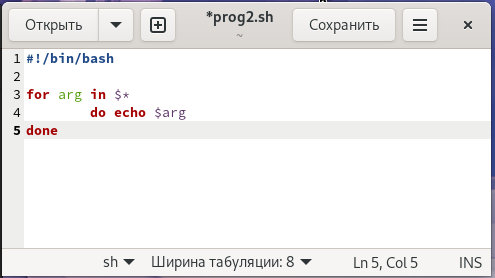 Открыть
*prog2.sh
~
Сохранить
1 #!/bin/bash
2
3 for arg in $*
4         do echo $arg
5 done
sh Ширина табуляции: 8 Ln 5, Col 5 INS